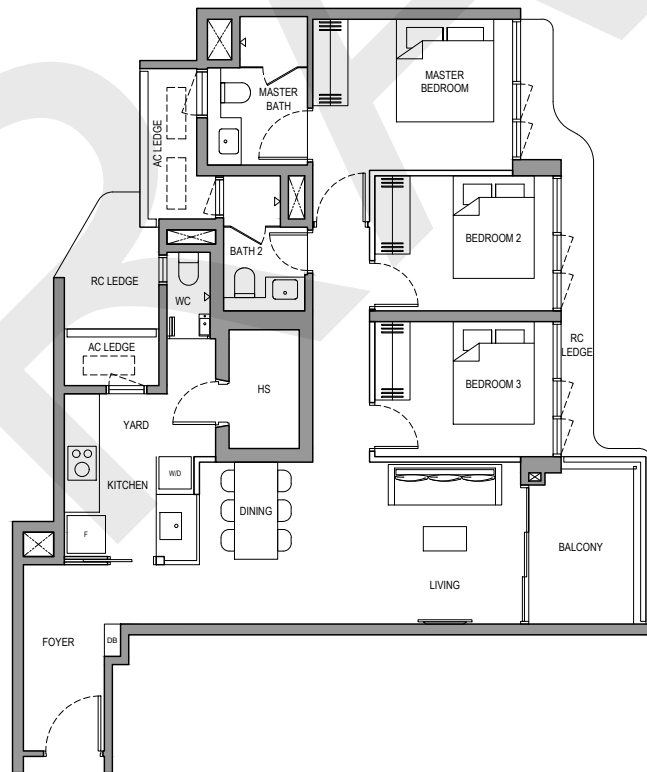 MASTER
BEDROOM
MASTER
BATH
AC LEDGE
BEDROOM 2
BATH 2
RC LEDGE
WC
AC LEDGE
RC
LEDGE
BEDROOM 3
HS
YARD
W/D
KITCHEN
DINING
F
BALCONY
LIVING
FOYER
DB